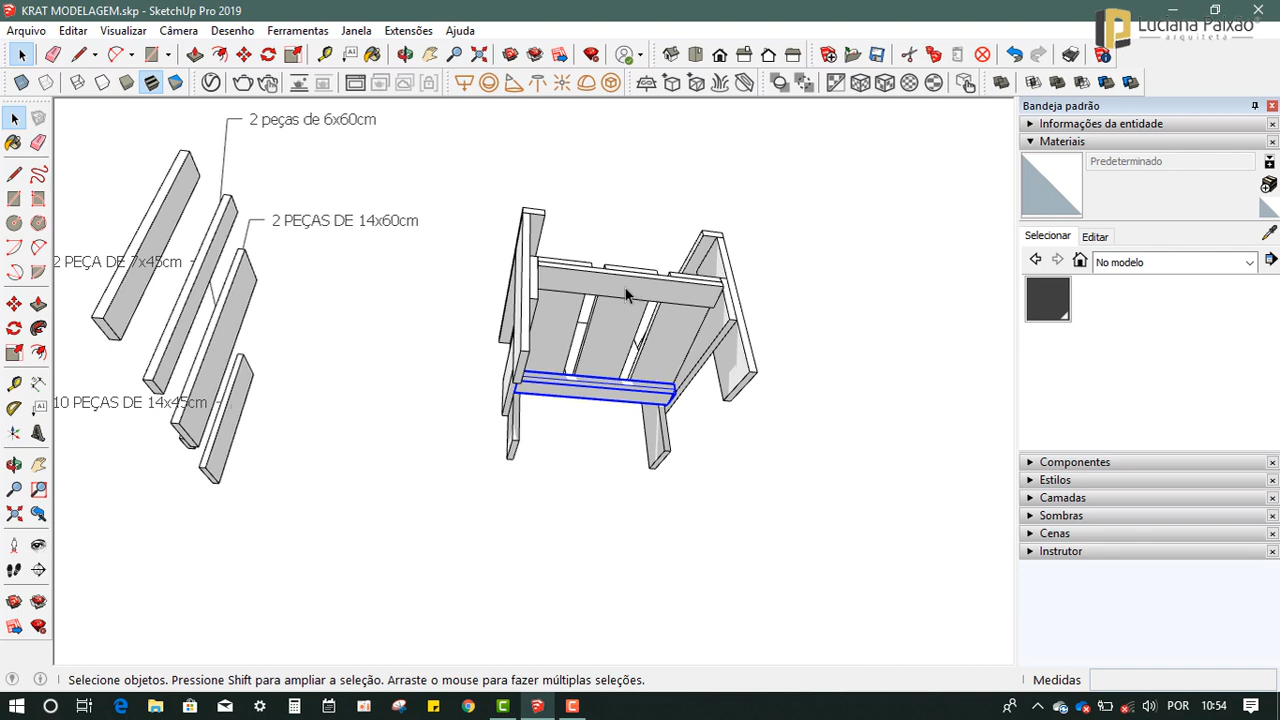 KRAT MODELAGEM.skp - SketchUp Pro 2019
Luciana Paixão
arquiteta
Arquivo Editar Visualizar Câmera Desenho Ferramentas Janela Extensões Ajuda
2 peças de 6x60cm
2 PEÇAS DE 14x60cm
2 PEÇA DE 7x45cm
10 PEÇAS DE 14x45cm
Bandeja padrão
Informações da entidade
Materiais
Predeterminado
Selecionar Editar
No modelo
Componentes
Estilos
Camadas
Sombras
Cenas
Instrutor
Selecione objetos. Pressione Shift para ampliar a seleção. Arraste o mouse para fazer múltiplas seleções.
Medidas
POR 10:54